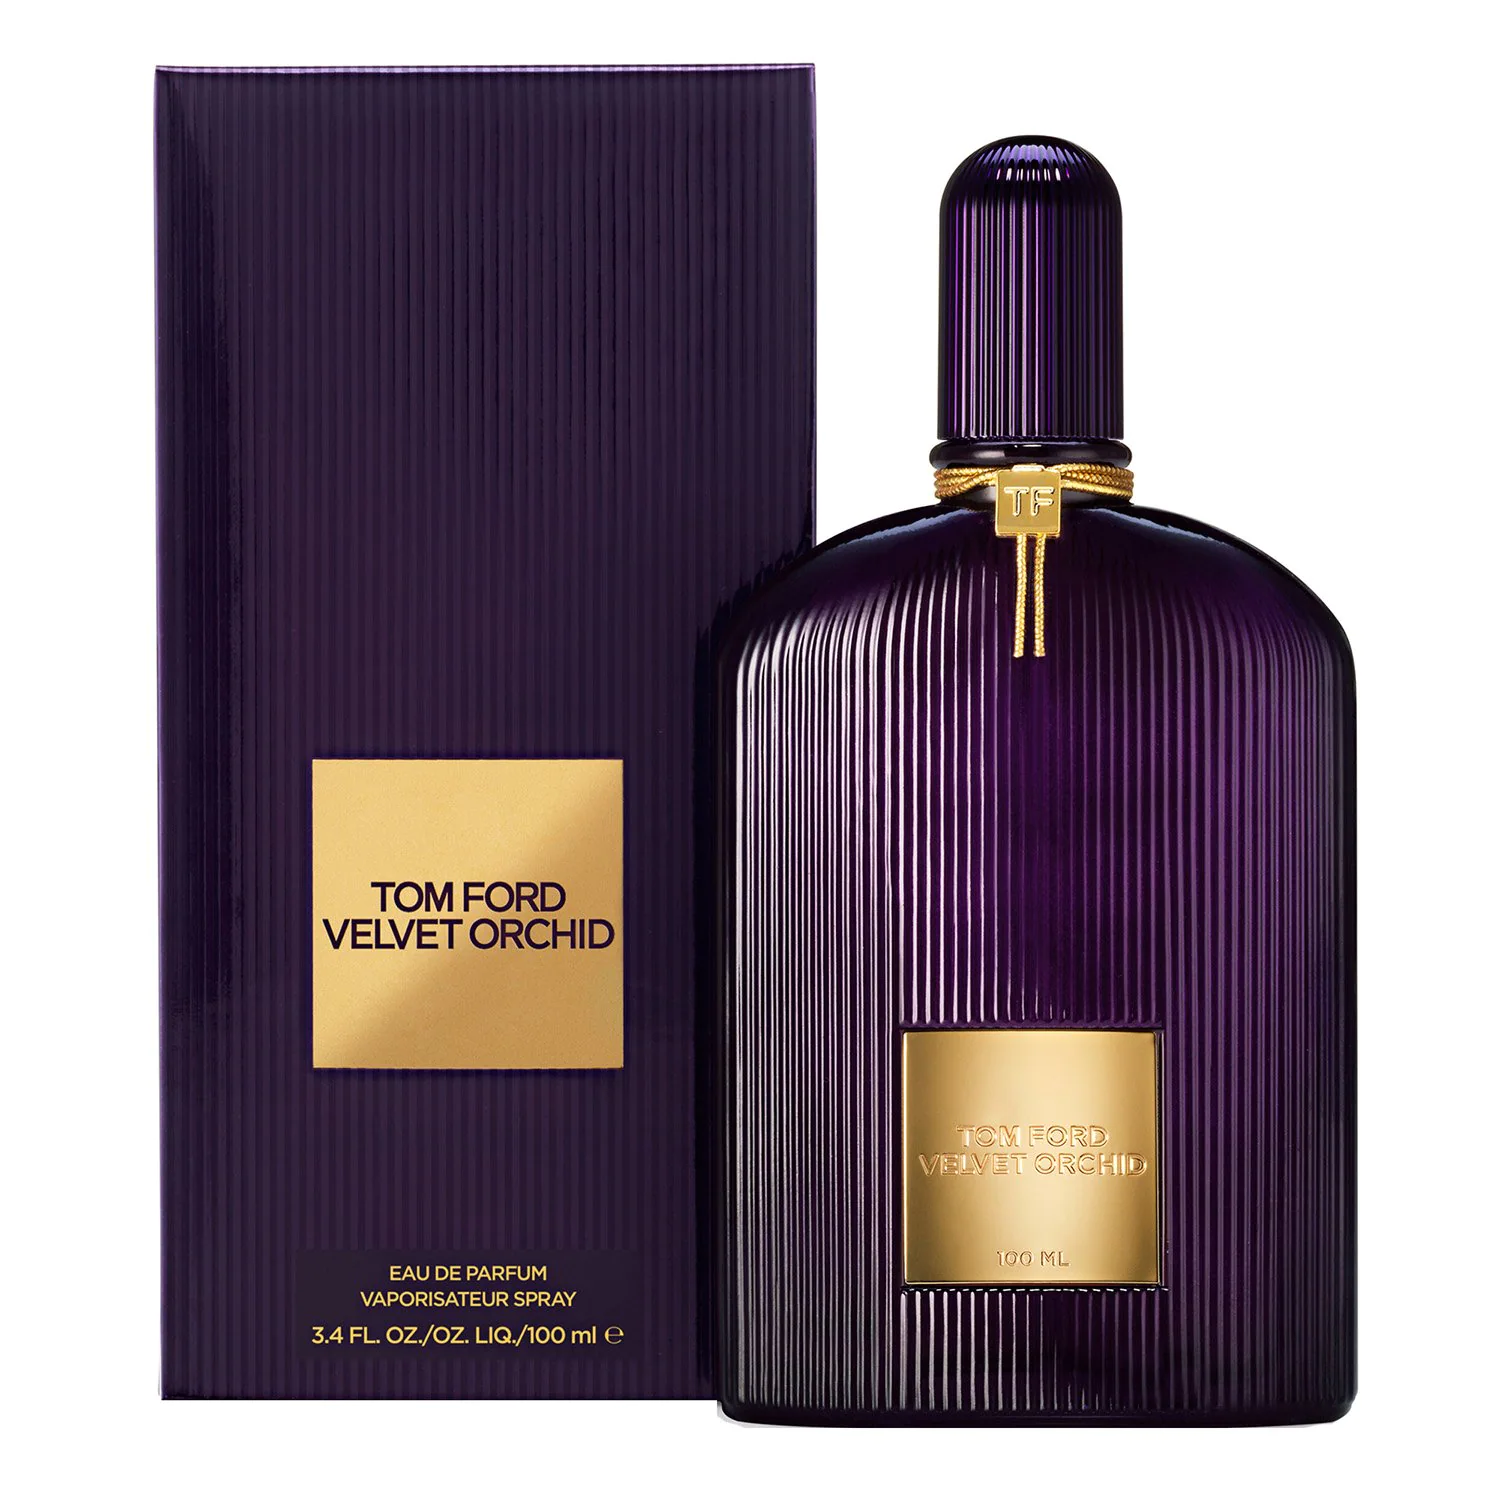 TOM FORD
VELVET ORCHID
EAU DE PARFUM
VAPORISATEUR SPRAY
3.4 FL. OZ./OZ. LIQ./100 ml ℮
TF
TOM FORD
VELVET ORCHID
100 ML